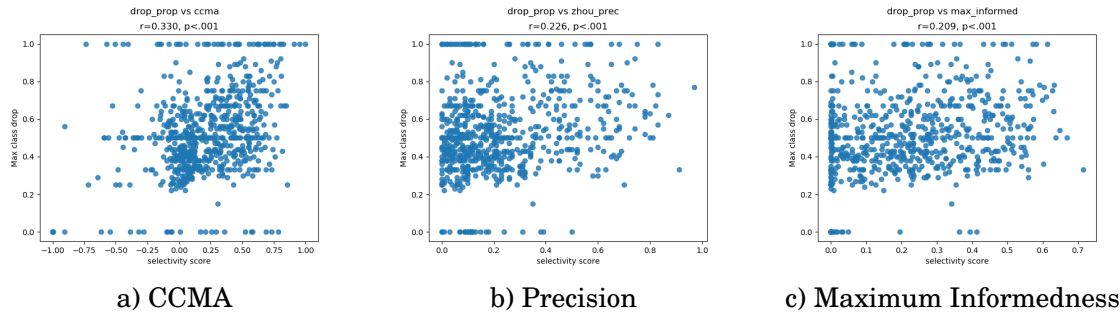 drop_prop vs ccma
r=0.330, p<.001
Max class drop
1.0
0.8
0.6
0.4
0.2
0.0
−1.00 −0.75 −0.50 −0.25 0.00 0.25 0.50 0.75 1.00
selectivity score
a) CCMA
drop_prop vs zhou_prec
r=0.226, p<.001
Max class drop
1.0
0.8
0.6
0.4
0.2
0.0
0.0 0.2 0.4 0.6 0.8 1.0
selectivity score
b) Precision
drop_prop vs max_informed
r=0.209, p<.001
Max class drop
1.0
0.8
0.6
0.4
0.2
0.0
0.0 0.1 0.2 0.3 0.4 0.5 0.6 0.7
selectivity score
c) Maximum Informedness